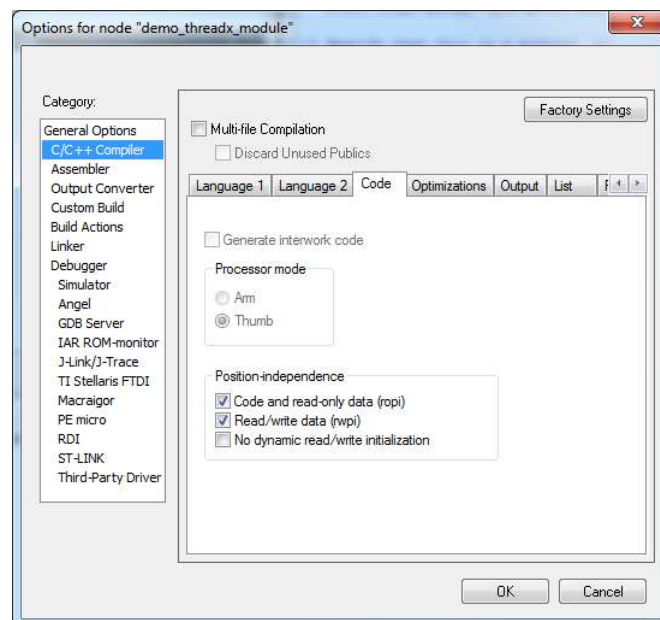 Options for node "demo_threadx_module"
Category:
Factory Settings
General Options
C/C++ Compiler
Assembler
Output Converter
Custom Build
Build Actions
Linker
Debugger
Simulator
Angel
GDB Server
IAR ROM-monitor
J-Link/J-Trace
TI Stellaris FTDI
Macraigor
PE micro
RDI
ST-LINK
Third-Party Driver
Multi-file Compilation
Discard Unused Publics
Language 1 Language 2 Code Optimizations Output List
Generate interwork code
Processor mode
Arm
Thumb
Position-independence
Code and read-only data (ropi)
Read/write data (rwpi)
No dynamic read/write initialization
OK Cancel